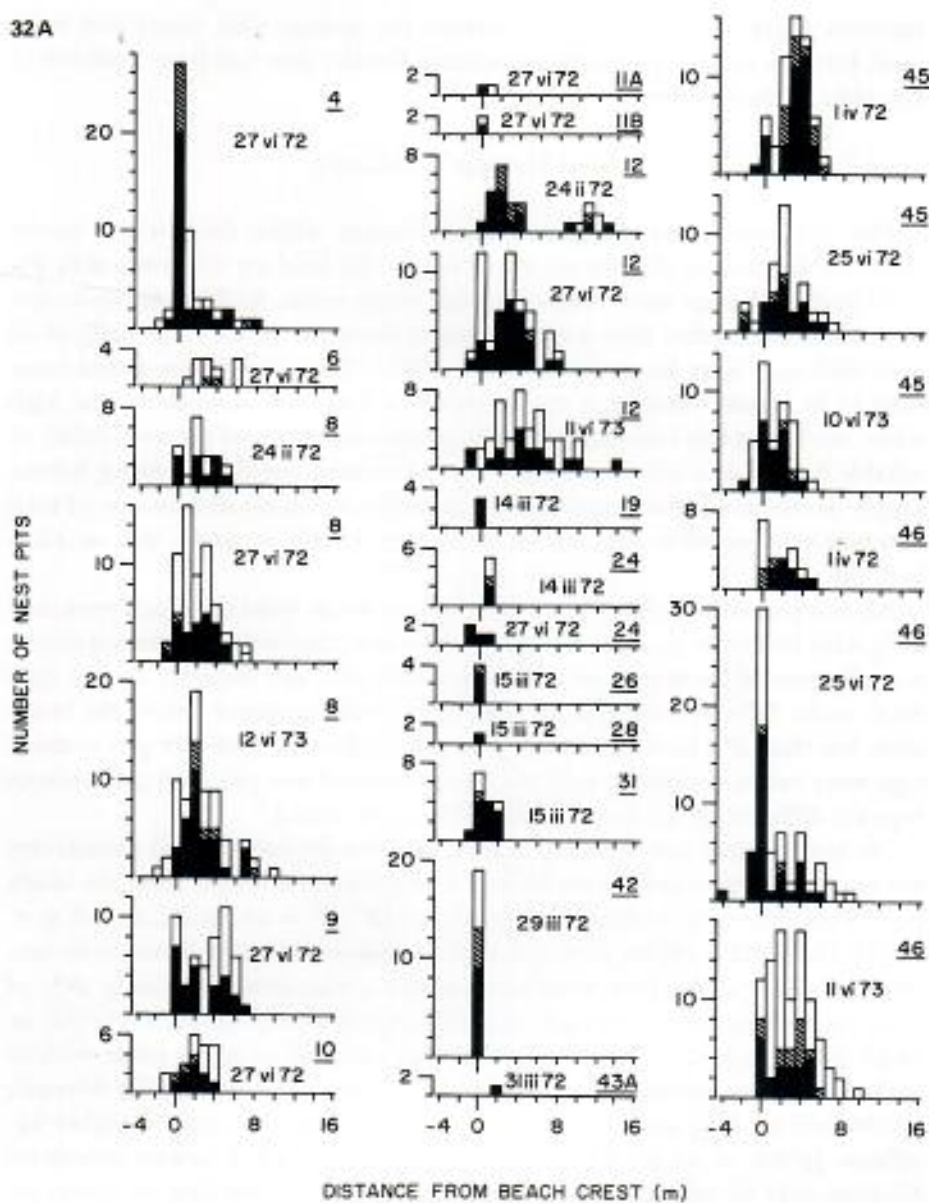 32A
NUMBER OF NEST PITS
4
20
10
27 vi 72
4
6
27 vi 72
8
8
24 ii 72
8
10
27 vi 72
20
8
10
12 vi 73
10
9
27 vi 72
6
10
27 vi 72
-4 0 8 16
2
27 vi 72
11A
2
27 vi 72
11B
8
12
24 ii 72
12
10
27 vi 72
8
12
11 vi 73
4
14 iii 72
19
6
24
14 iii 72
2
27 vi 72
24
4
15 iii 72
26
2
15 iii 72
28
8
31
15 iii 72
20
42
29 iii 72
10
2
31 iii 72
43A
-4 0 8 16
10
45
1 iv 72
45
10
25 vi 72
45
10
10 vi 73
8
46
1 iv 72
30
46
25 vi 72
20
10
46
11 vi 73
10
-4 0 8 16
DISTANCE FROM BEACH CREST (m)